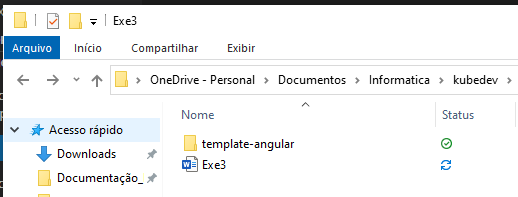 Exe3
Arquivo Início Compartilhar Exibir
OneDrive - Personal Documentos Informatica kubedev
Nome Status
Acesso rápido
template-angular
Downloads
Exe3
Documentação_